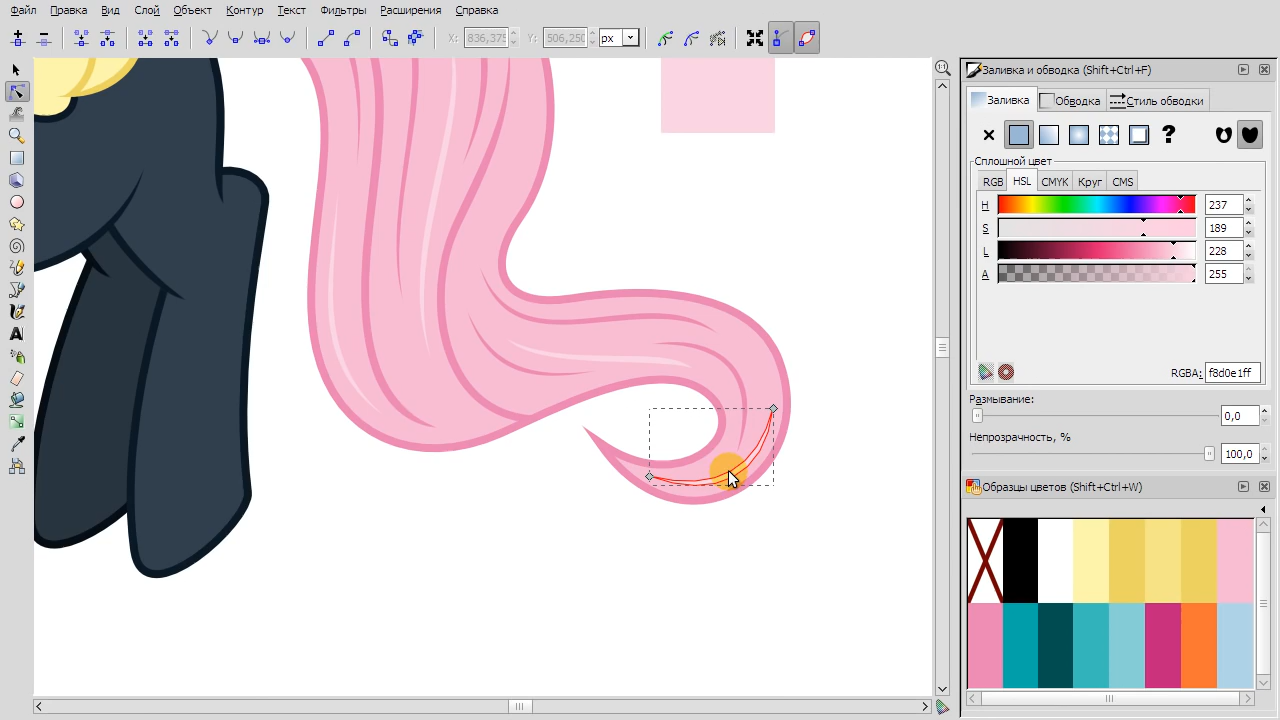 Файл Правка Вид Слой Объект Контур Текст Фильтры Расширения Справка
X: 836,375 Y: 506,250 px
Заливка и обводка (Shift+Ctrl+F)
Заливка Обводка Стиль обводки
?
Сплошной цвет
RGB HSL CMYK Круг CMS
H 237
S 189
L 228
A 255
RGBA: f8d0e1ff
Размывание:
0,0
Непрозрачность, %
100,0
Образцы цветов (Shift+Ctrl+W)